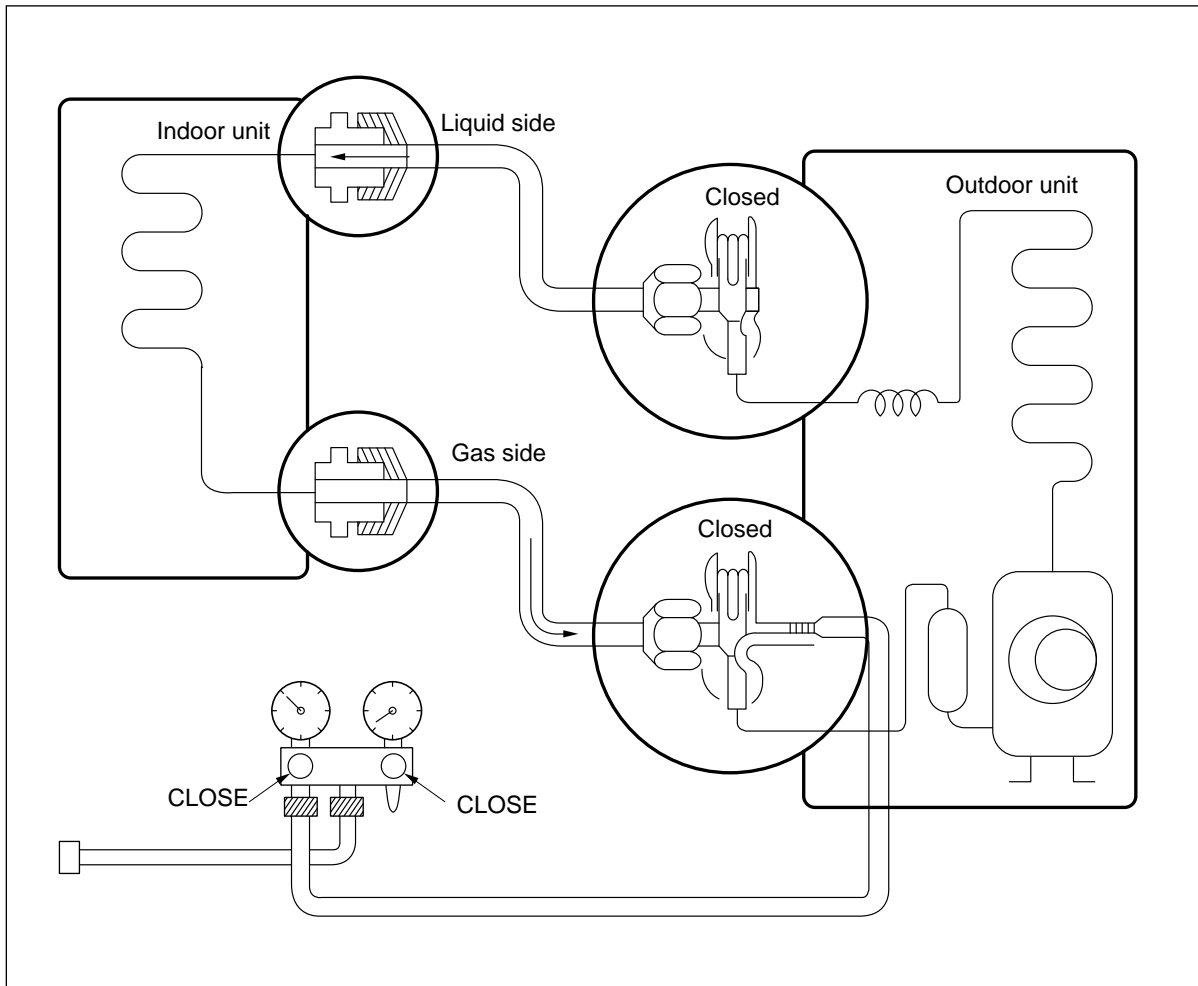 Indoor unit
Liquid side
Closed
Outdoor unit
Gas side
Closed
CLOSE
CLOSE